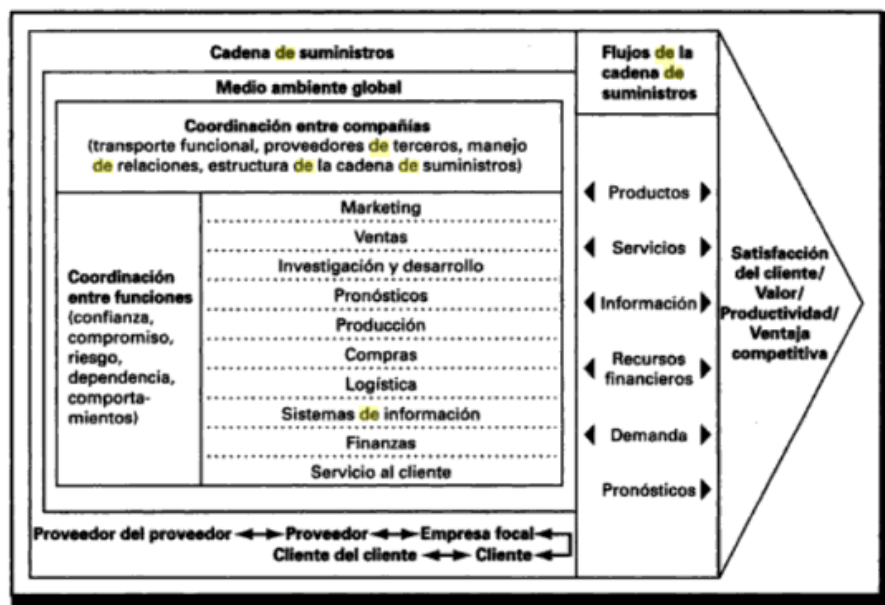 Cadena de suministros
Flujos de la
cadena de
suministros
Medio ambiente global
Coordinación entre compañías
(transporte funcional, proveedores de terceros, manejo
de relaciones, estructura de la cadena de suministros)
Coordinación
entre funciones
(confianza,
compromiso,
riesgo,
dependencia,
comporta-
mientos)
Marketing
Ventas
Investigación y desarrollo
Pronósticos
Producción
Compras
Logística
Sistemas de información
Finanzas
Servicio al cliente
Productos
Servicios
Información
Recursos
financieros
Demanda
Pronósticos
Satisfacción
del cliente/
Valor/
Productividad/
Ventaja
competitiva
Proveedor del proveedor Proveedor Empresa focal
Cliente del cliente Cliente